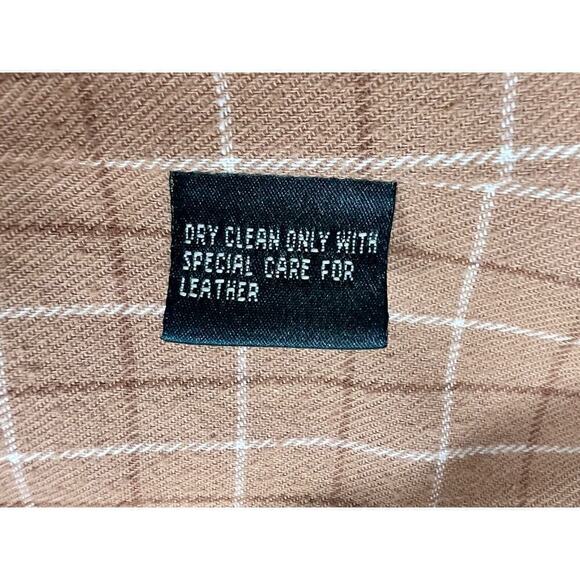 DRY CLEAN ONLY WITH
SPECIAL CARE FOR
LEATHER